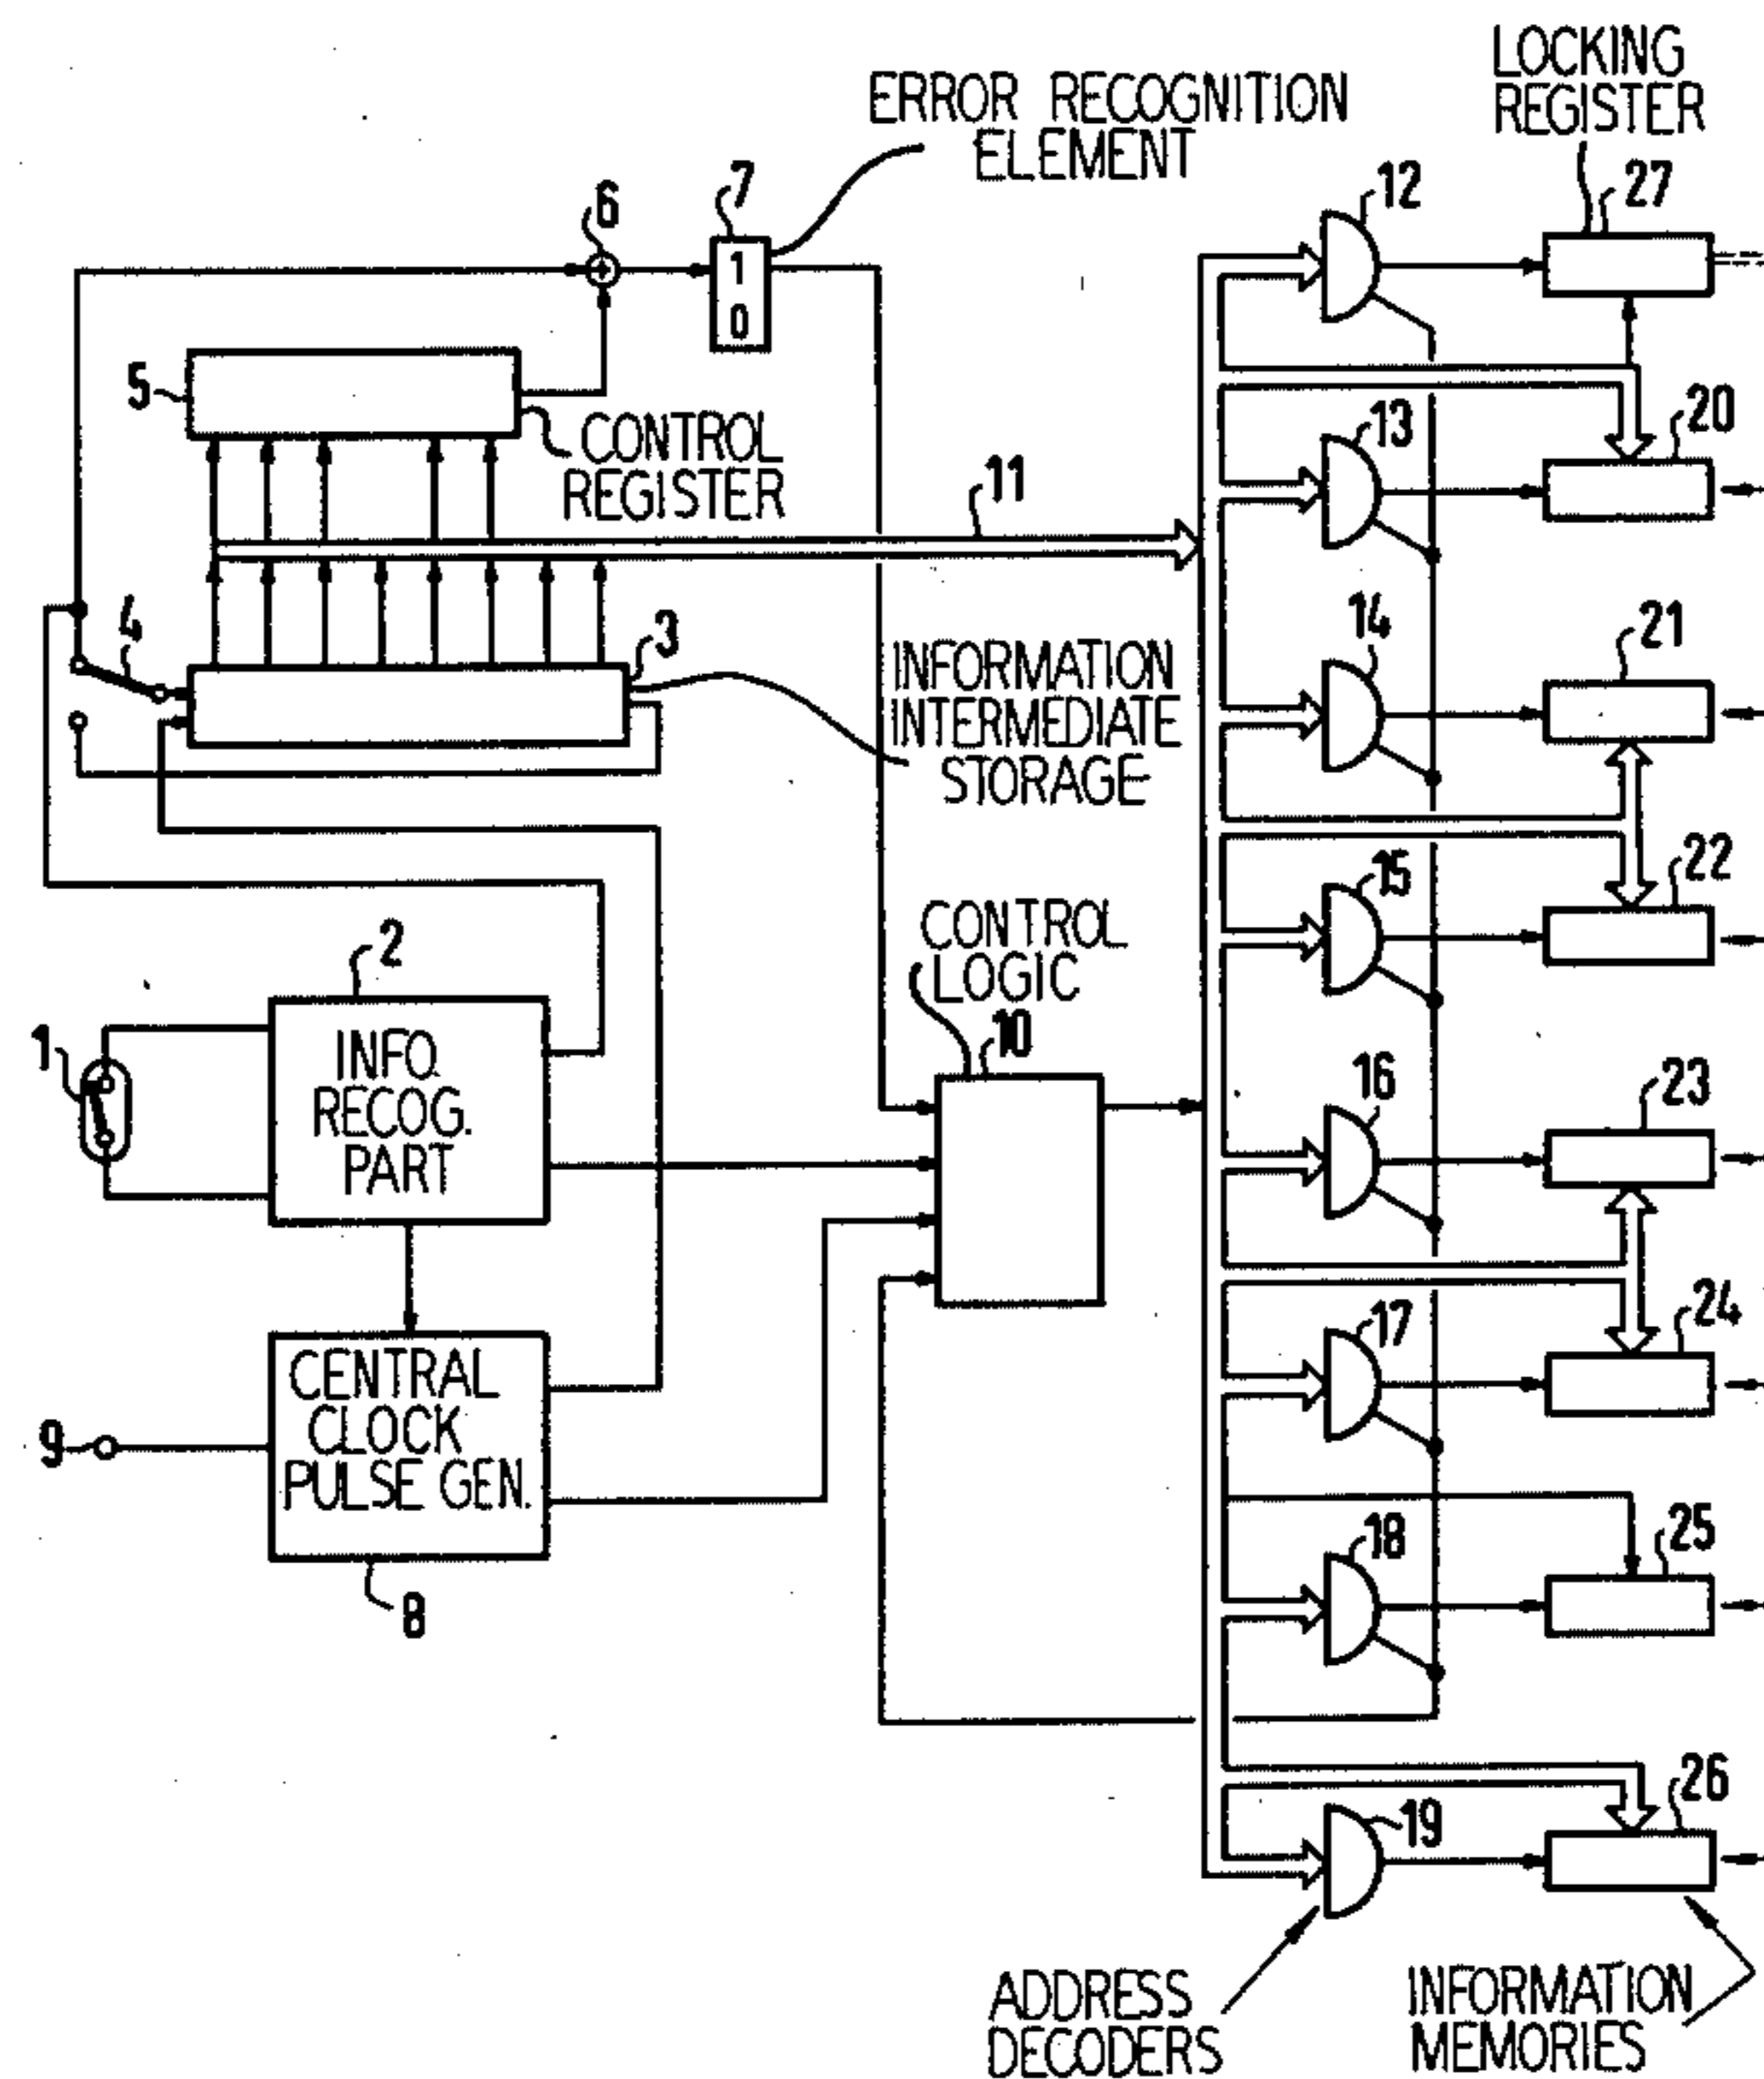 LOCKING
REGISTER
27
ERROR RECOGNITION
ELEMENT
12
6
7
1
0
5
CONTROL
REGISTER
13
20
11
4
3
14
21
INFORMATION
INTERMEDIATE
STORAGE
15
22
2
CONTROL
LOGIC
10
1
INFO.
RECOG.
PART
16
23
17
24
CENTRAL
CLOCK
PULSE GEN.
9
8
18
25
19
26
ADDRESS
DECODERS
INFORMATION
MEMORIES